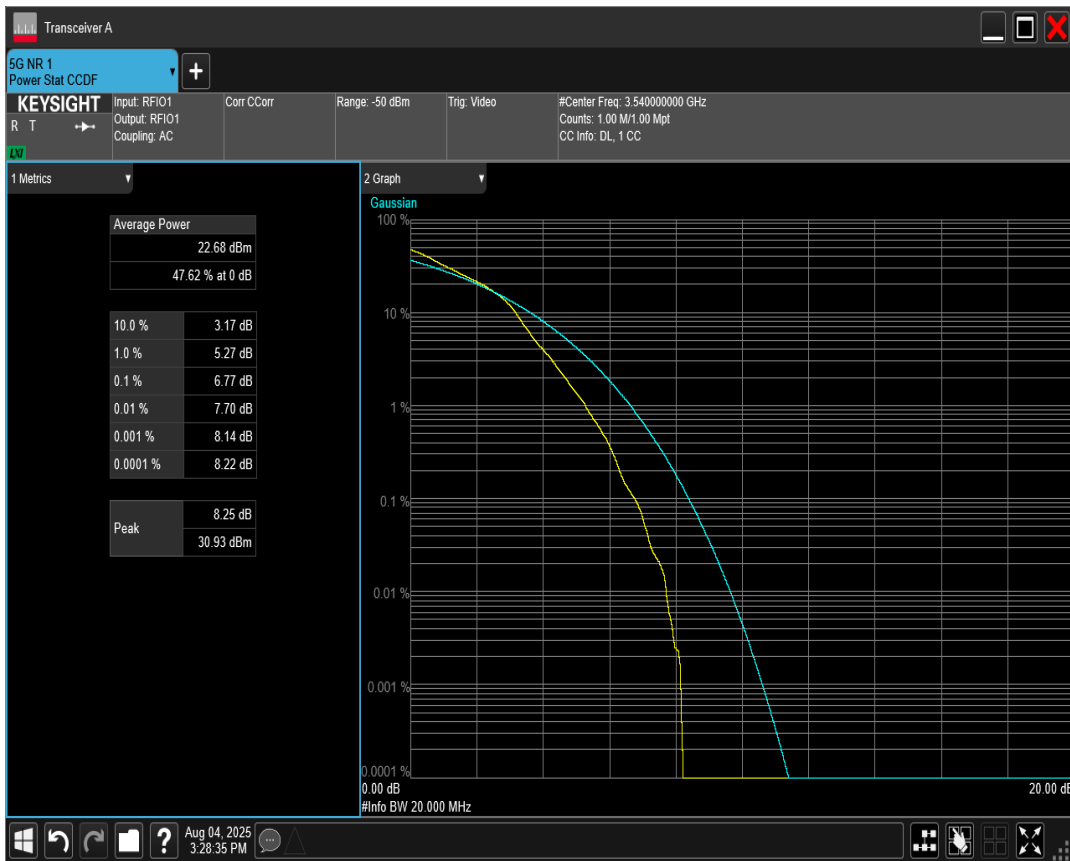 Transceiver A
5G NR 1
Power Stat CCDF
+
KEYSIGHT
R T
LXI
Input: RFIO1
Output: RFIO1
Coupling: AC
Corr CCorr
Range: -50 dBm
Trig: Video
#Center Freq: 3.540000000 GHz
Counts: 1.00 M/1.00 Mpt
CC Info: DL, 1 CC
1 Metrics
Average Power
22.68 dBm
47.62 % at 0 dB
10.0 % 3.17 dB
1.0 % 5.27 dB
0.1 % 6.77 dB
0.01 % 7.70 dB
0.001 % 8.14 dB
0.0001 % 8.22 dB
Peak
8.25 dB
30.93 dBm
2 Graph
Gaussian
100 %
10 %
1 %
0.1 %
0.01 %
0.001 %
0.0001 %
0.00 dB 20.00 dB
#Info BW 20.000 MHz
?
Aug 04, 2025
3:28:35 PM